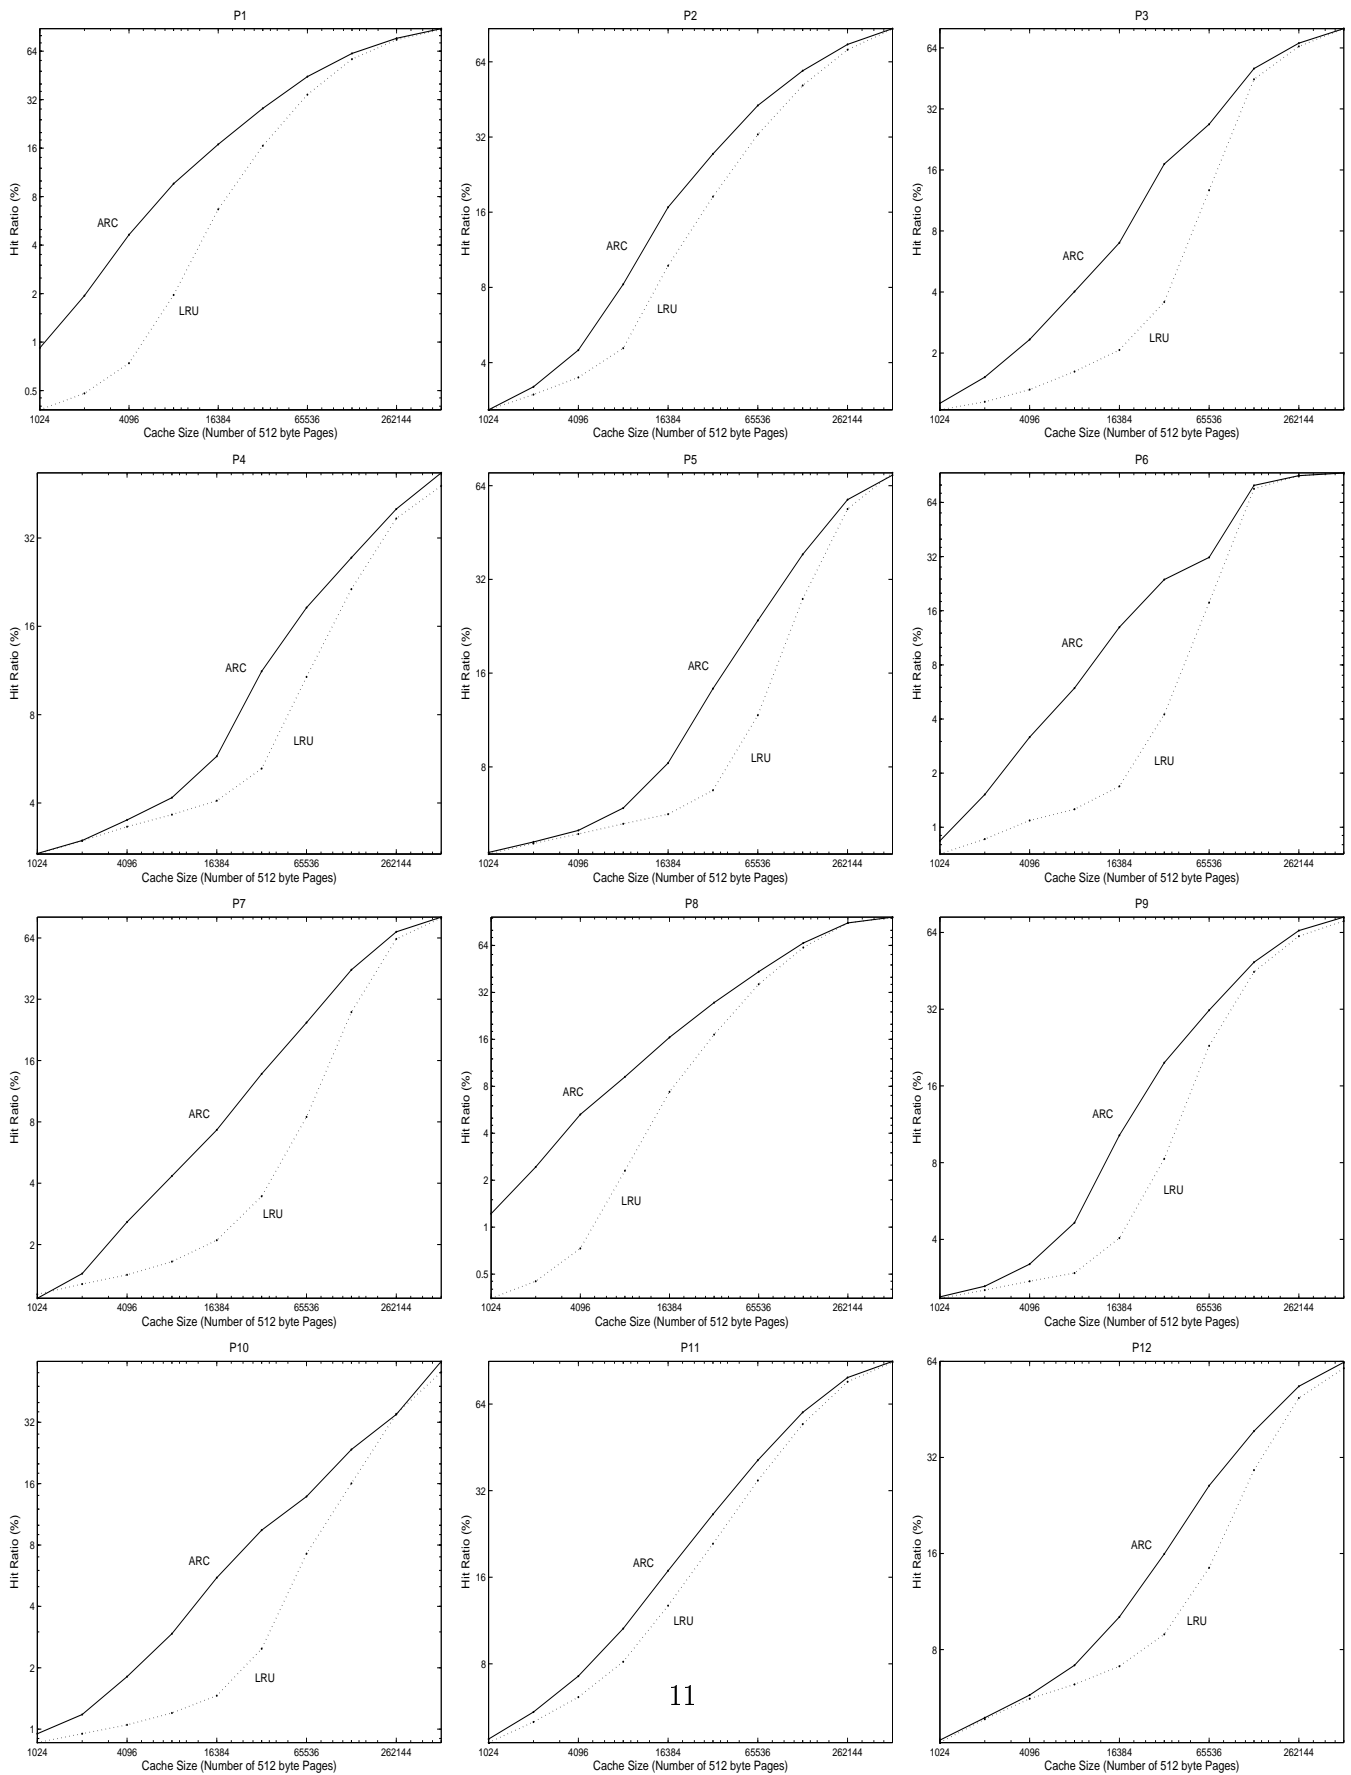 P1
64
32
16
8
4
2
1
0.5
Hit Ratio (%)
ARC
LRU
1024 4096 16384 65536 262144
Cache Size (Number of 512 byte Pages)
P2
64
32
16
8
4
Hit Ratio (%)
ARC
LRU
1024 4096 16384 65536 262144
Cache Size (Number of 512 byte Pages)
P3
64
32
16
8
4
2
Hit Ratio (%)
ARC
LRU
1024 4096 16384 65536 262144
Cache Size (Number of 512 byte Pages)
P4
32
16
8
4
Hit Ratio (%)
ARC
LRU
1024 4096 16384 65536 262144
Cache Size (Number of 512 byte Pages)
P5
64
32
16
8
Hit Ratio (%)
ARC
LRU
1024 4096 16384 65536 262144
Cache Size (Number of 512 byte Pages)
P6
64
32
16
8
4
2
1
Hit Ratio (%)
ARC
LRU
1024 4096 16384 65536 262144
Cache Size (Number of 512 byte Pages)
P7
64
32
16
8
4
2
Hit Ratio (%)
ARC
LRU
1024 4096 16384 65536 262144
Cache Size (Number of 512 byte Pages)
P8
64
32
16
8
4
2
1
0.5
Hit Ratio (%)
ARC
LRU
1024 4096 16384 65536 262144
Cache Size (Number of 512 byte Pages)
P9
64
32
16
8
4
Hit Ratio (%)
ARC
LRU
1024 4096 16384 65536 262144
Cache Size (Number of 512 byte Pages)
P10
32
16
8
4
2
1
Hit Ratio (%)
ARC
LRU
1024 4096 16384 65536 262144
Cache Size (Number of 512 byte Pages)
P11
64
32
16
8
Hit Ratio (%)
ARC
LRU
1024 4096 16384 65536 262144
Cache Size (Number of 512 byte Pages)
P12
64
32
16
8
Hit Ratio (%)
ARC
LRU
1024 4096 16384 65536 262144
Cache Size (Number of 512 byte Pages)
11